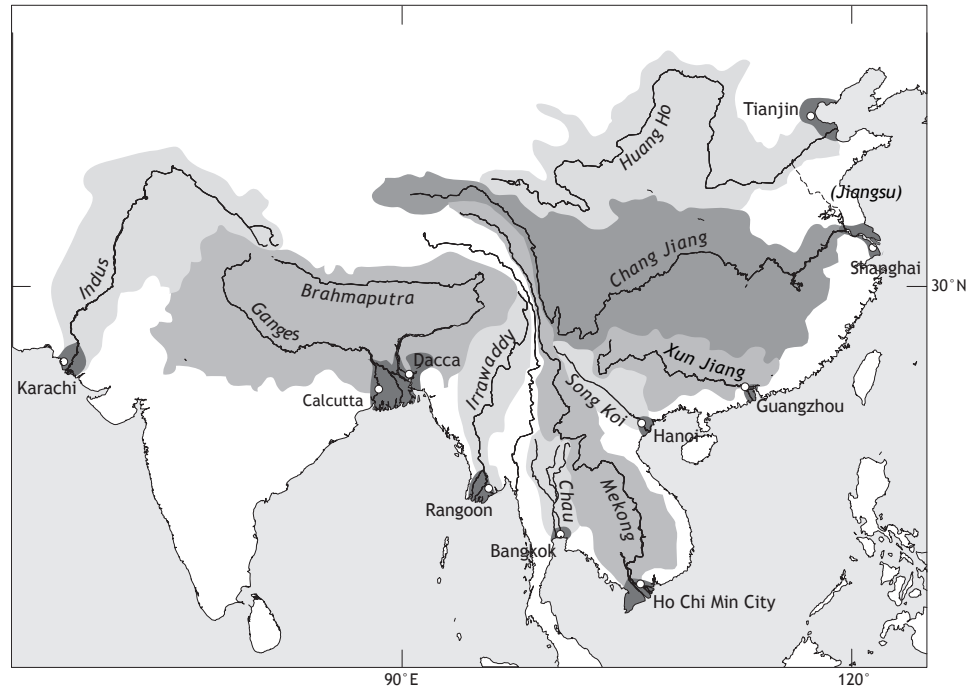 Tianjin
Huang Ho
(Jiangsu)
Chang Jiang
Shanghai
Indus
30°N
Brahmaputra
Ganges
Irrawaddy
Dacca
Xun Jiang
Karachi
Calcutta
Song Koi
Guangzhou
Hanoi
Rangoon
Chau
Mekong
Bangkok
Ho Chi Min City
90°E
120°